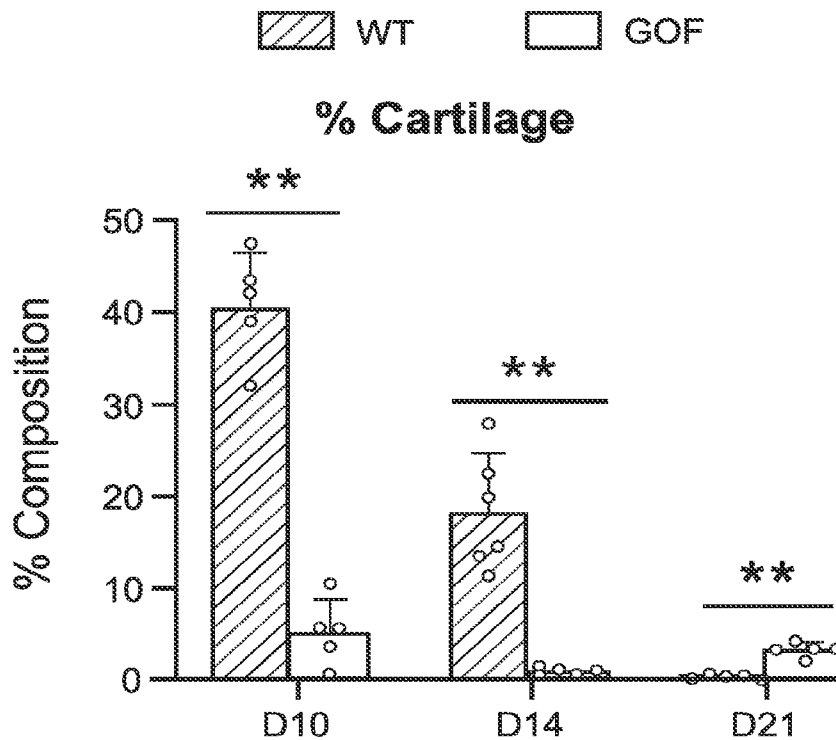 WT GOF
% Cartilage
**
50
40
**
30
% Composition
20
**
10
0
D10 D14 D21